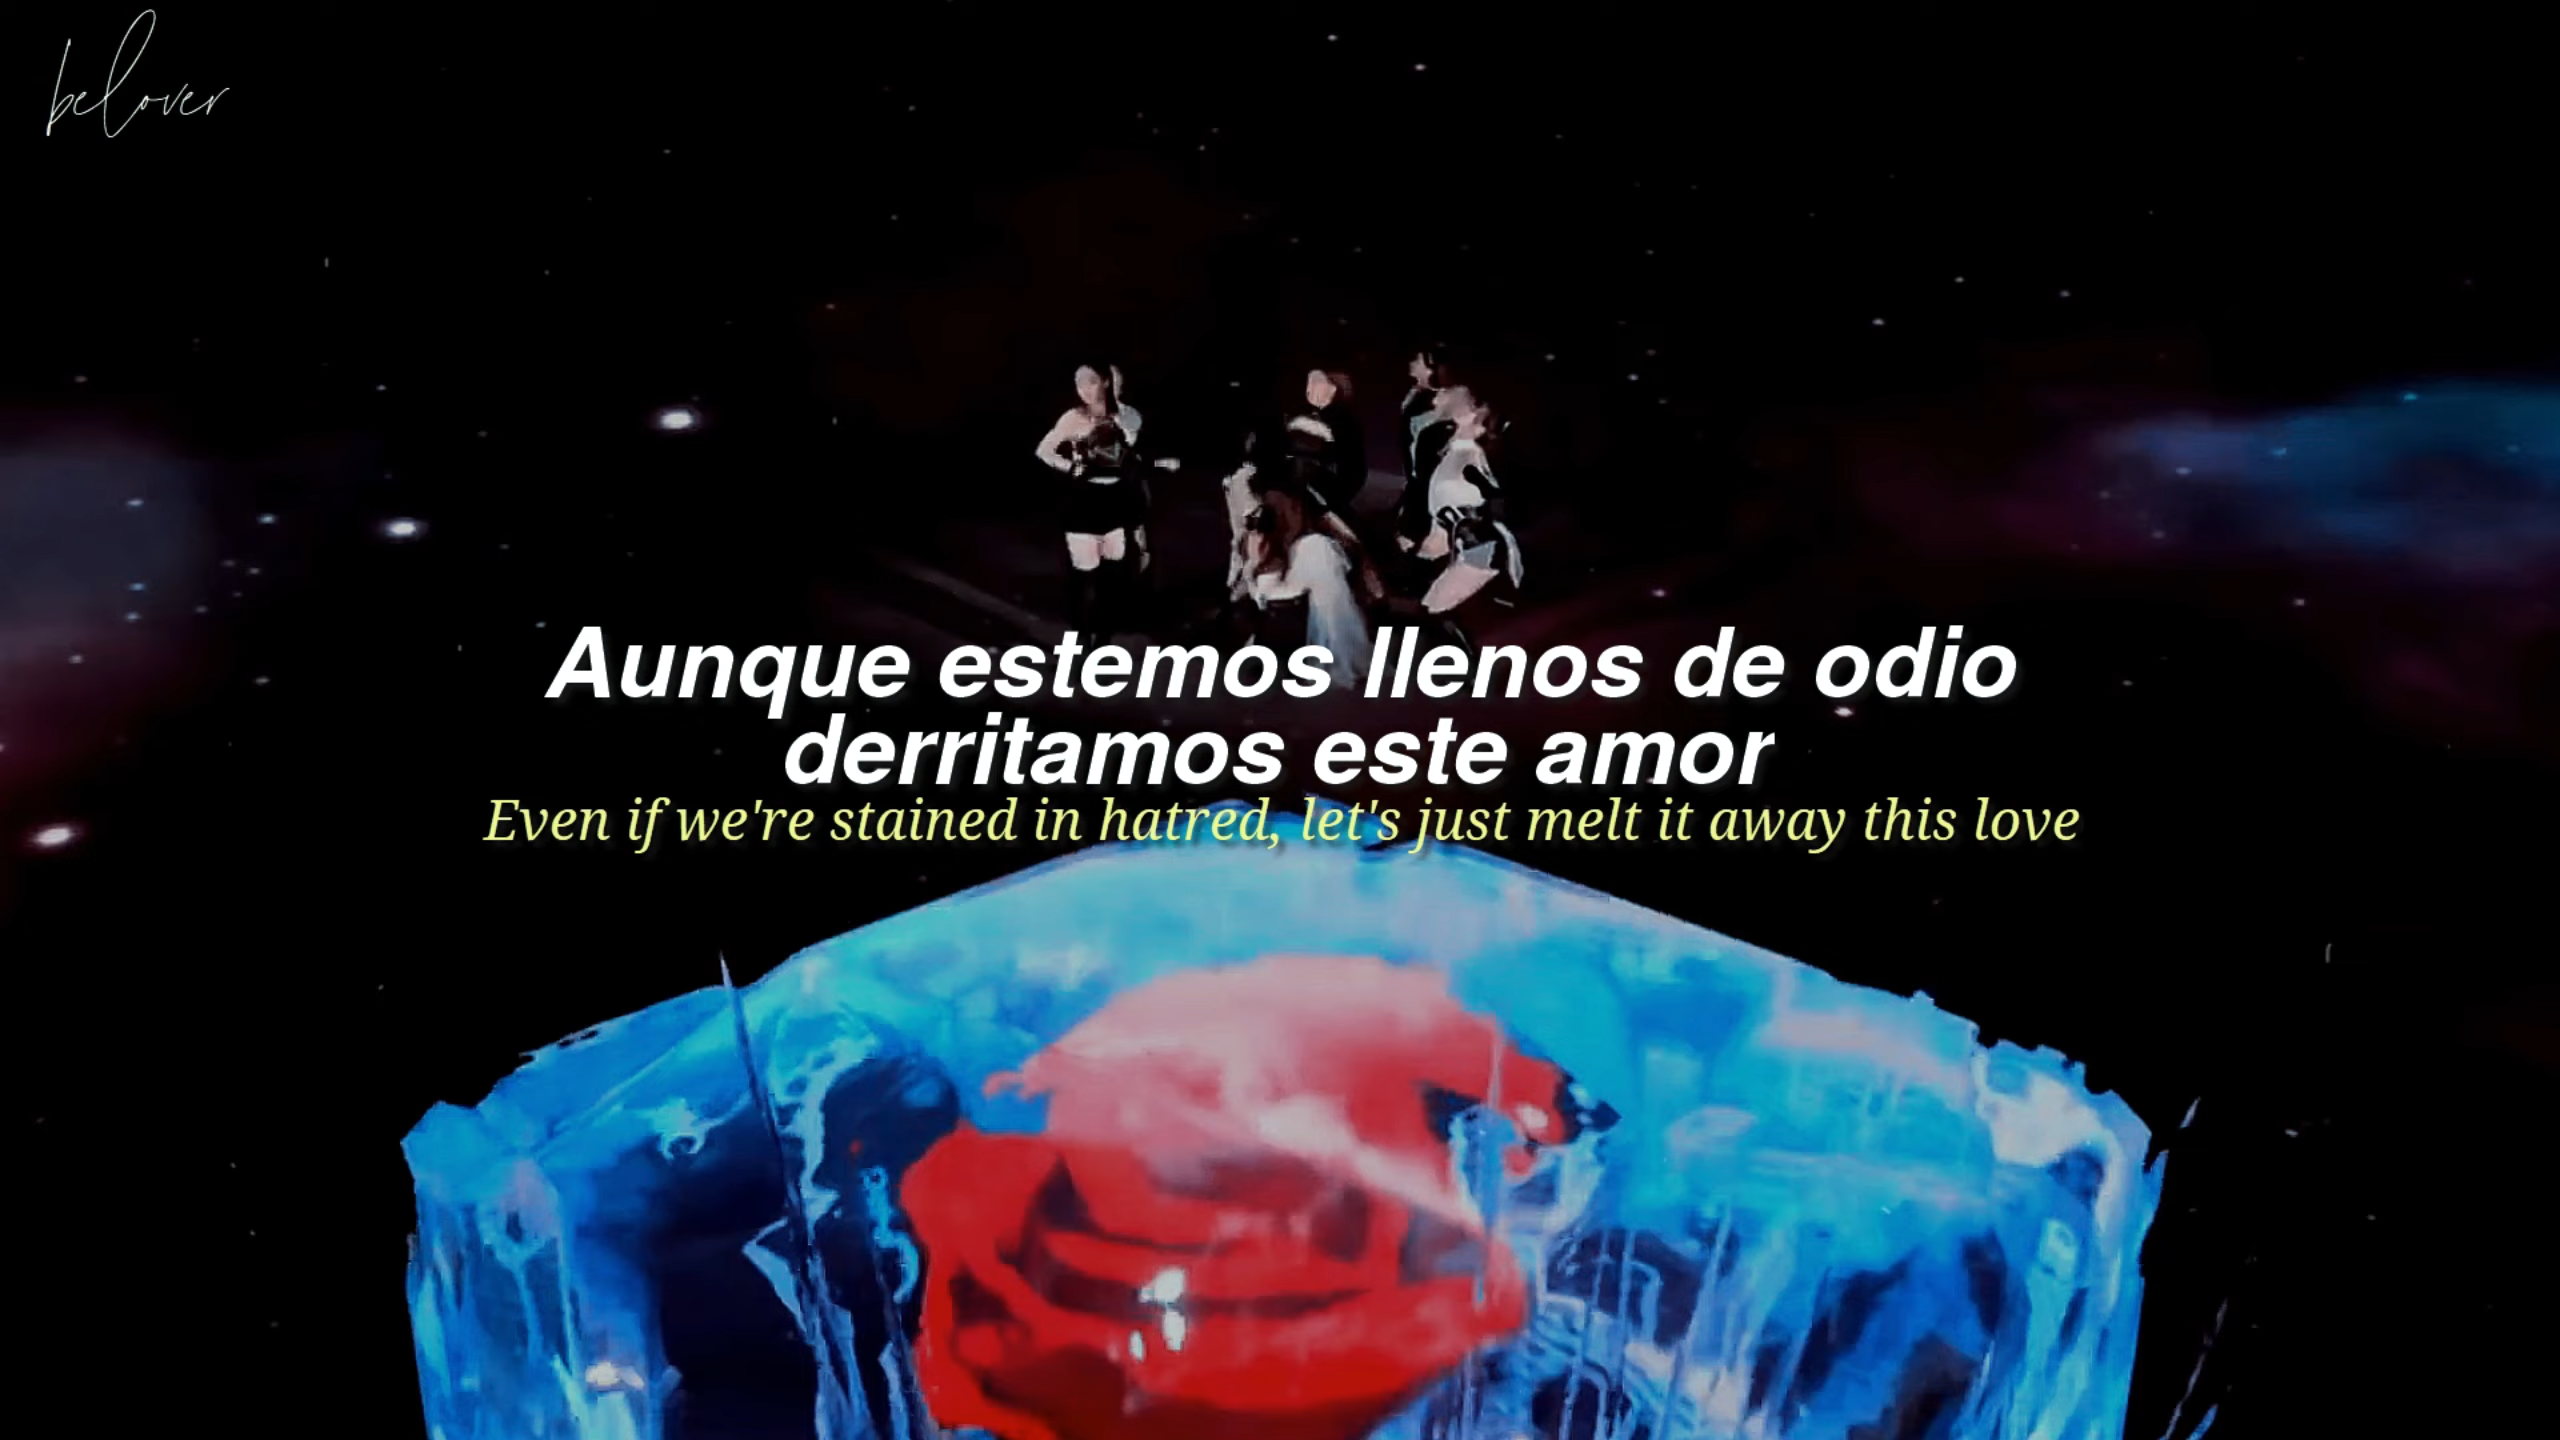 belover
Aunque estemos llenos de odio
derritamos este amor
Even if we're stained in hatred, let's just melt it away this love